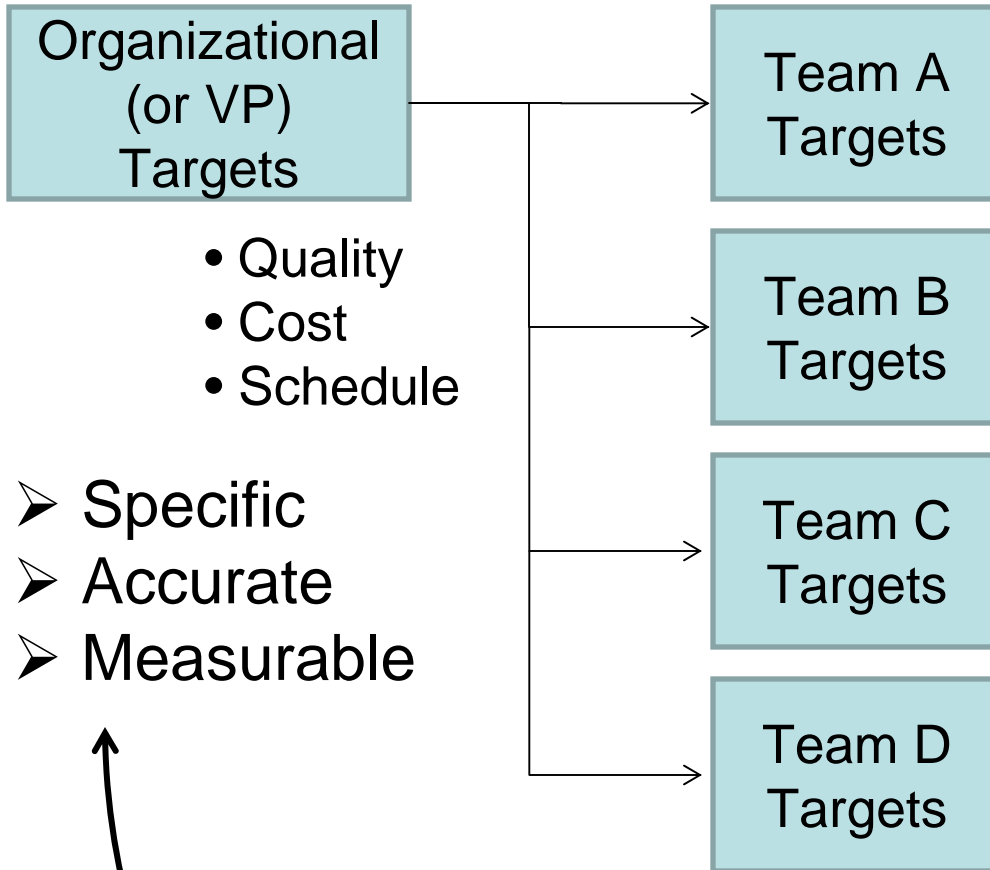 Organizational
(or VP)
Targets
• Quality
• Cost
• Schedule
➢ Specific
➢ Accurate
➢ Measurable
Team A
Targets
Team B
Targets
Team C
Targets
Team D
Targets